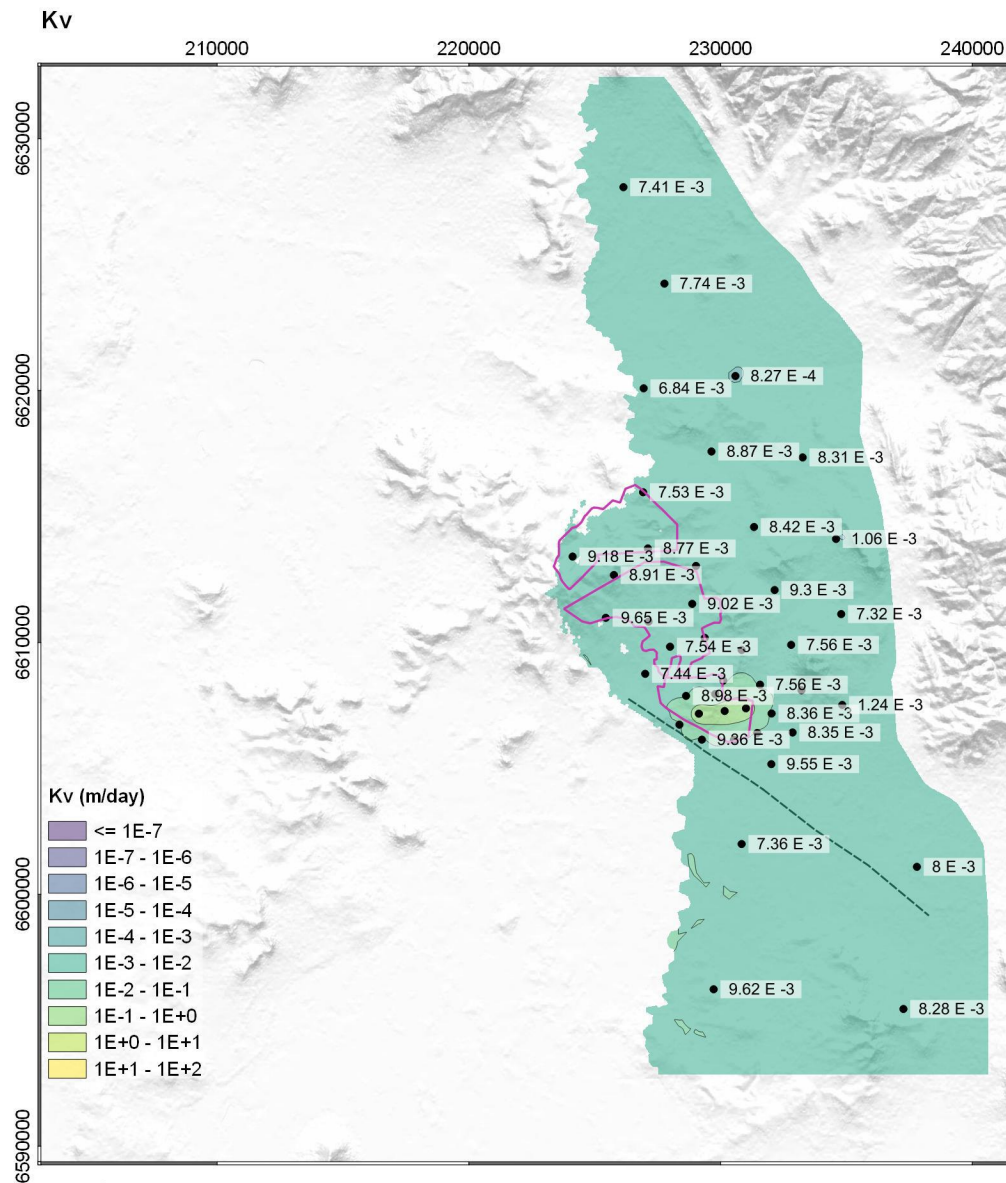 Kv
210000
220000
230000
240000
6630000
6620000
6610000
6600000
6590000
7.41 E -3
7.74 E -3
8.27 E -4
6.84 E -3
8.87 E -3
8.31 E -3
7.53 E -3
8.42 E -3
1.06 E -3
8.77 E -3
9.18 E -3
8.91 E -3
9.3 E -3
9.02 E -3
7.32 E -3
9.65 E -3
7.54 E -3
7.56 E -3
7.44 E -3
7.56 E -3
8.98 E -3
1.24 E -3
8.36 E -3
8.35 E -3
9.36 E -3
9.55 E -3
7.36 E -3
8 E -3
9.62 E -3
8.28 E -3
Kv (m/day)
<= 1E-7
1E-7 - 1E-6
1E-6 - 1E-5
1E-5 - 1E-4
1E-4 - 1E-3
1E-3 - 1E-2
1E-2 - 1E-1
1E-1 - 1E+0
1E+0 - 1E+1
1E+1 - 1E+2